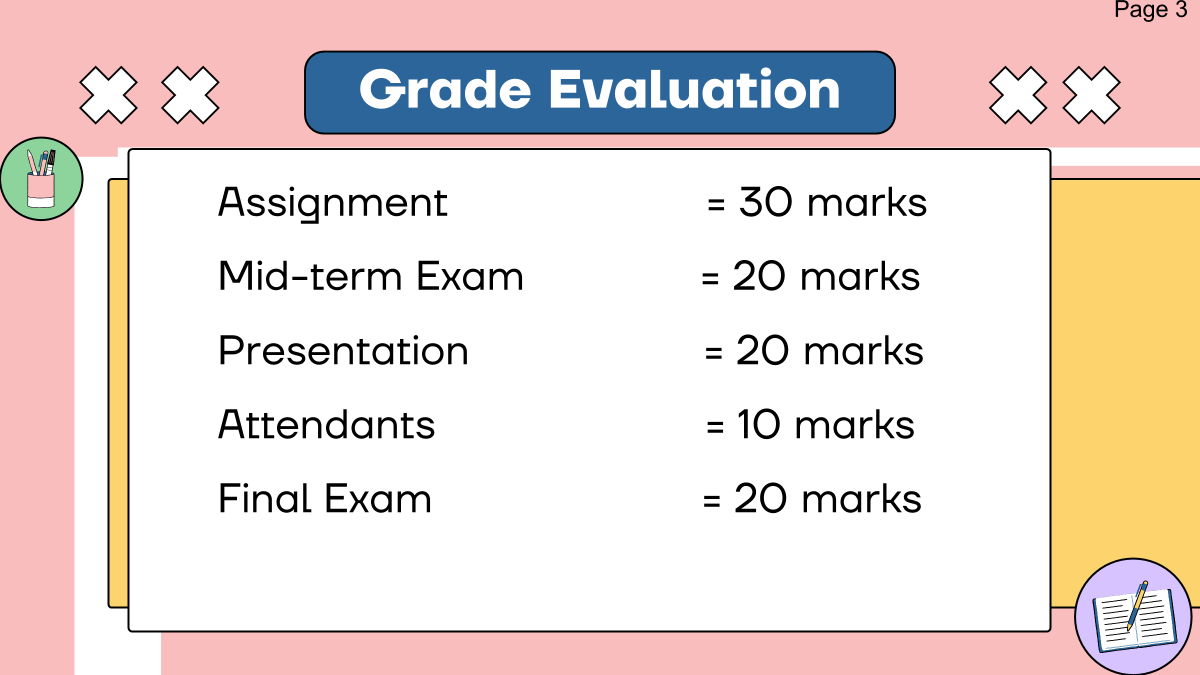 Page 3
Grade Evaluation
Assignment = 30 marks
Mid-term Exam = 20 marks
Presentation = 20 marks
Attendants = 10 marks
Final Exam = 20 marks